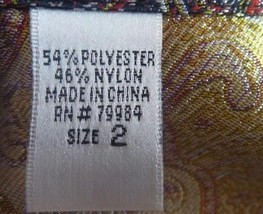 54% POLYESTER
46% NYLON
MADE IN CHINA
RN # 79984
SIZE 2